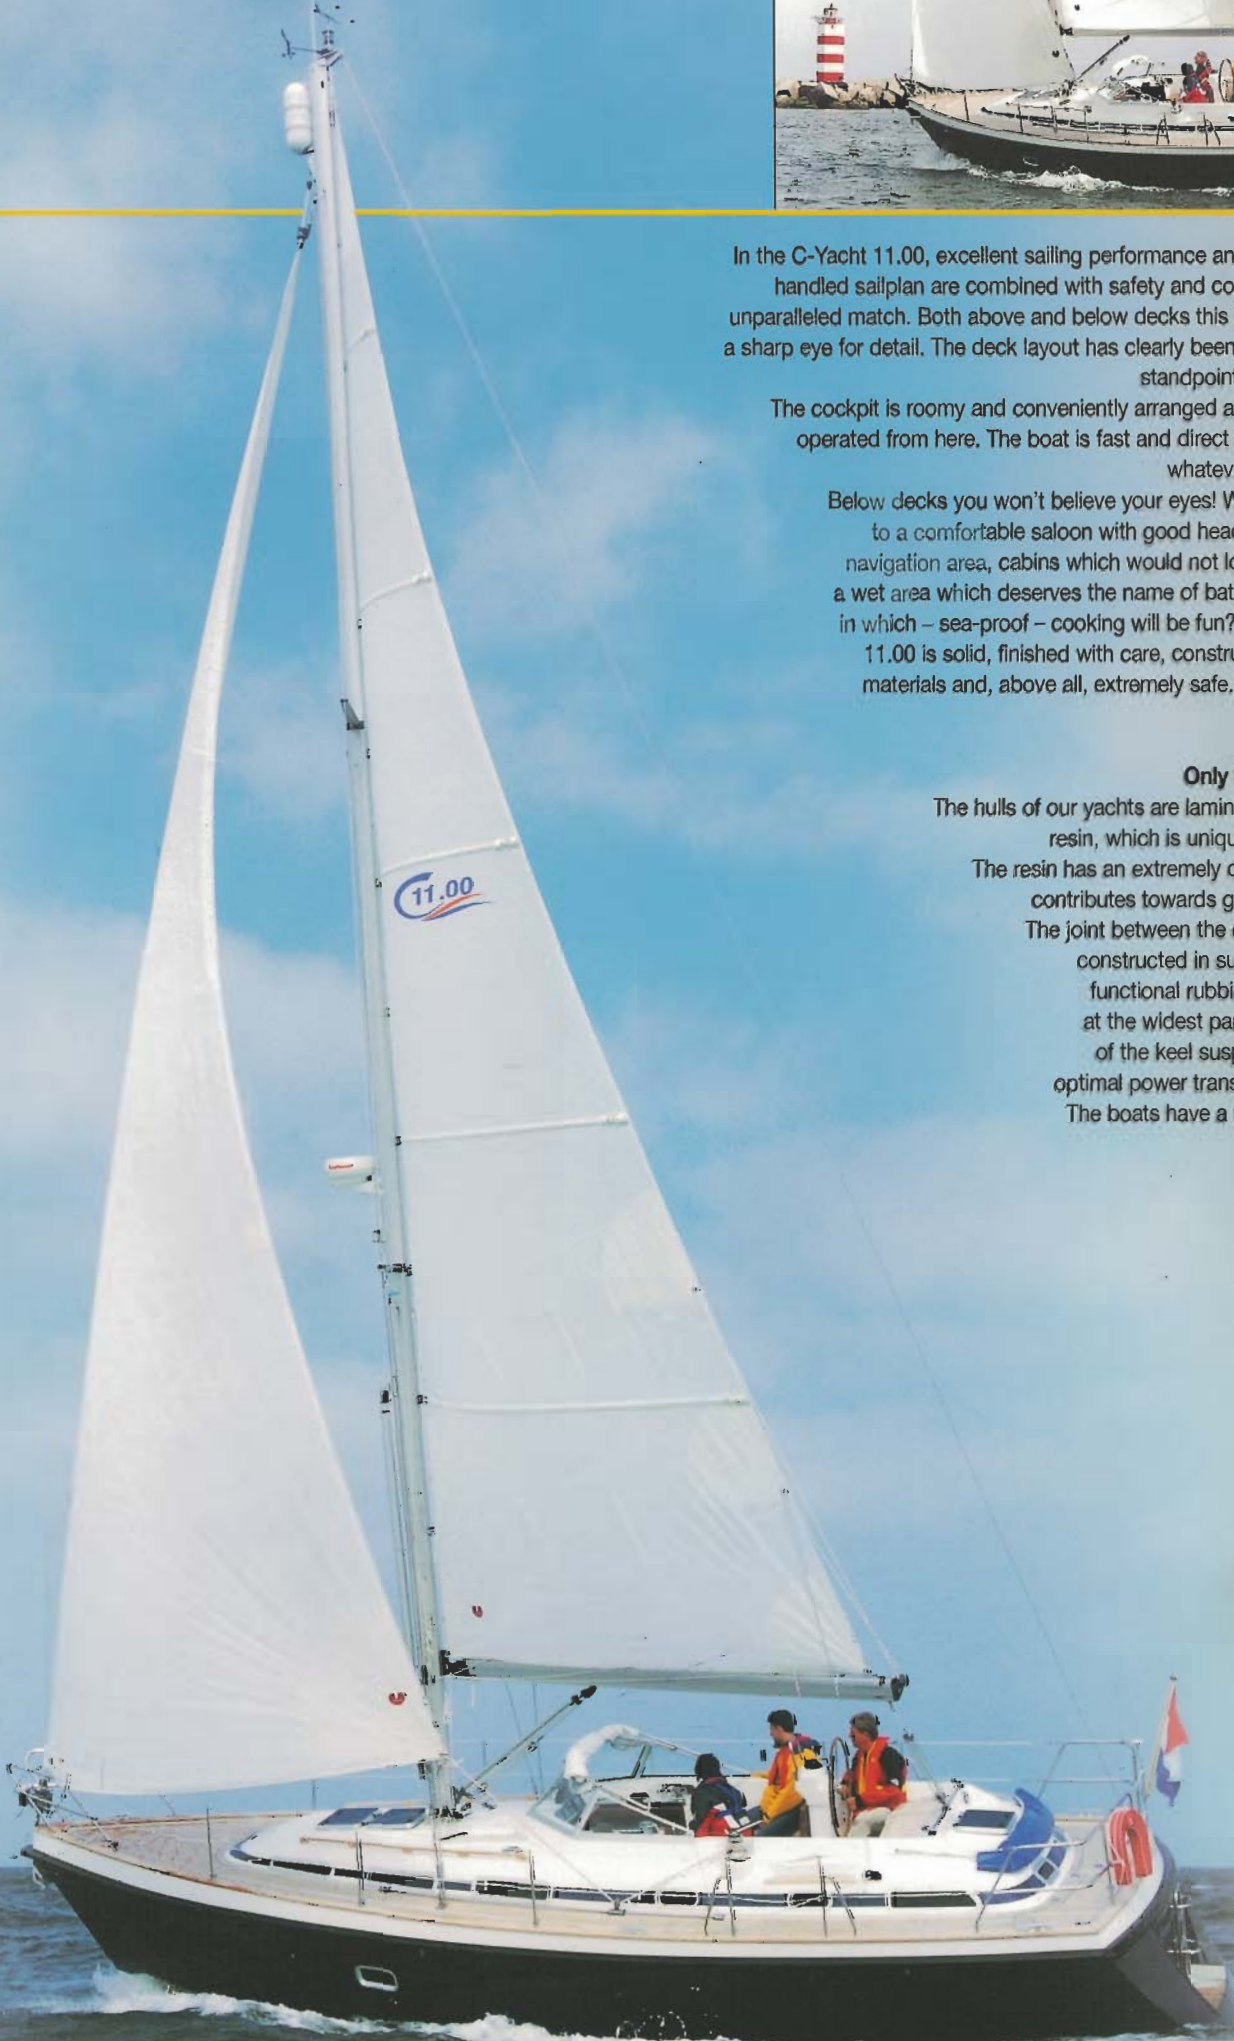 In the C-Yacht 11.00, excellent sailing performance an
handled sailplan are combined with safety and co
unparalleled match. Both above and below decks this
a sharp eye for detail. The deck layout has clearly been
standpoint
The cockpit is roomy and conveniently arranged a
operated from here. The boat is fast and direct
whatev
Below decks you won't believe your eyes! W
to a comfortable saloon with good head
navigation area, cabins which would not lo
a wet area which deserves the name of bat
in which – sea-proof – cooking will be fun?
11.00 is solid, finished with care, constru
materials and, above all, extremely safe.
Only
The hulls of our yachts are lamin
resin, which is uniqu
The resin has an extremely
contributes towards g
The joint between the
constructed in su
functional rubbi
at the widest par
of the keel susp
optimal power trans
The boats have a
C 11.00